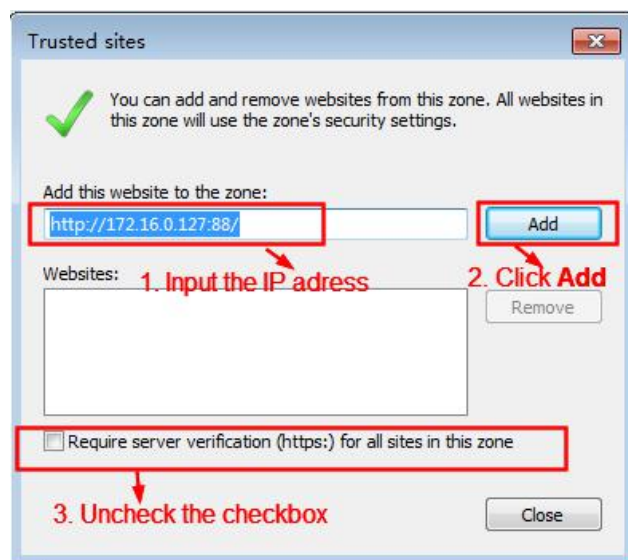 Trusted sites
You can add and remove websites from this zone. All websites in
this zone will use the zone's security settings.
Add this website to the zone:
http://172.16.0.127:88/
Add
Websites:
1. Input the IP adress
2. Click Add
Remove
Require server verification (https:) for all sites in this zone
3. Uncheck the checkbox
Close